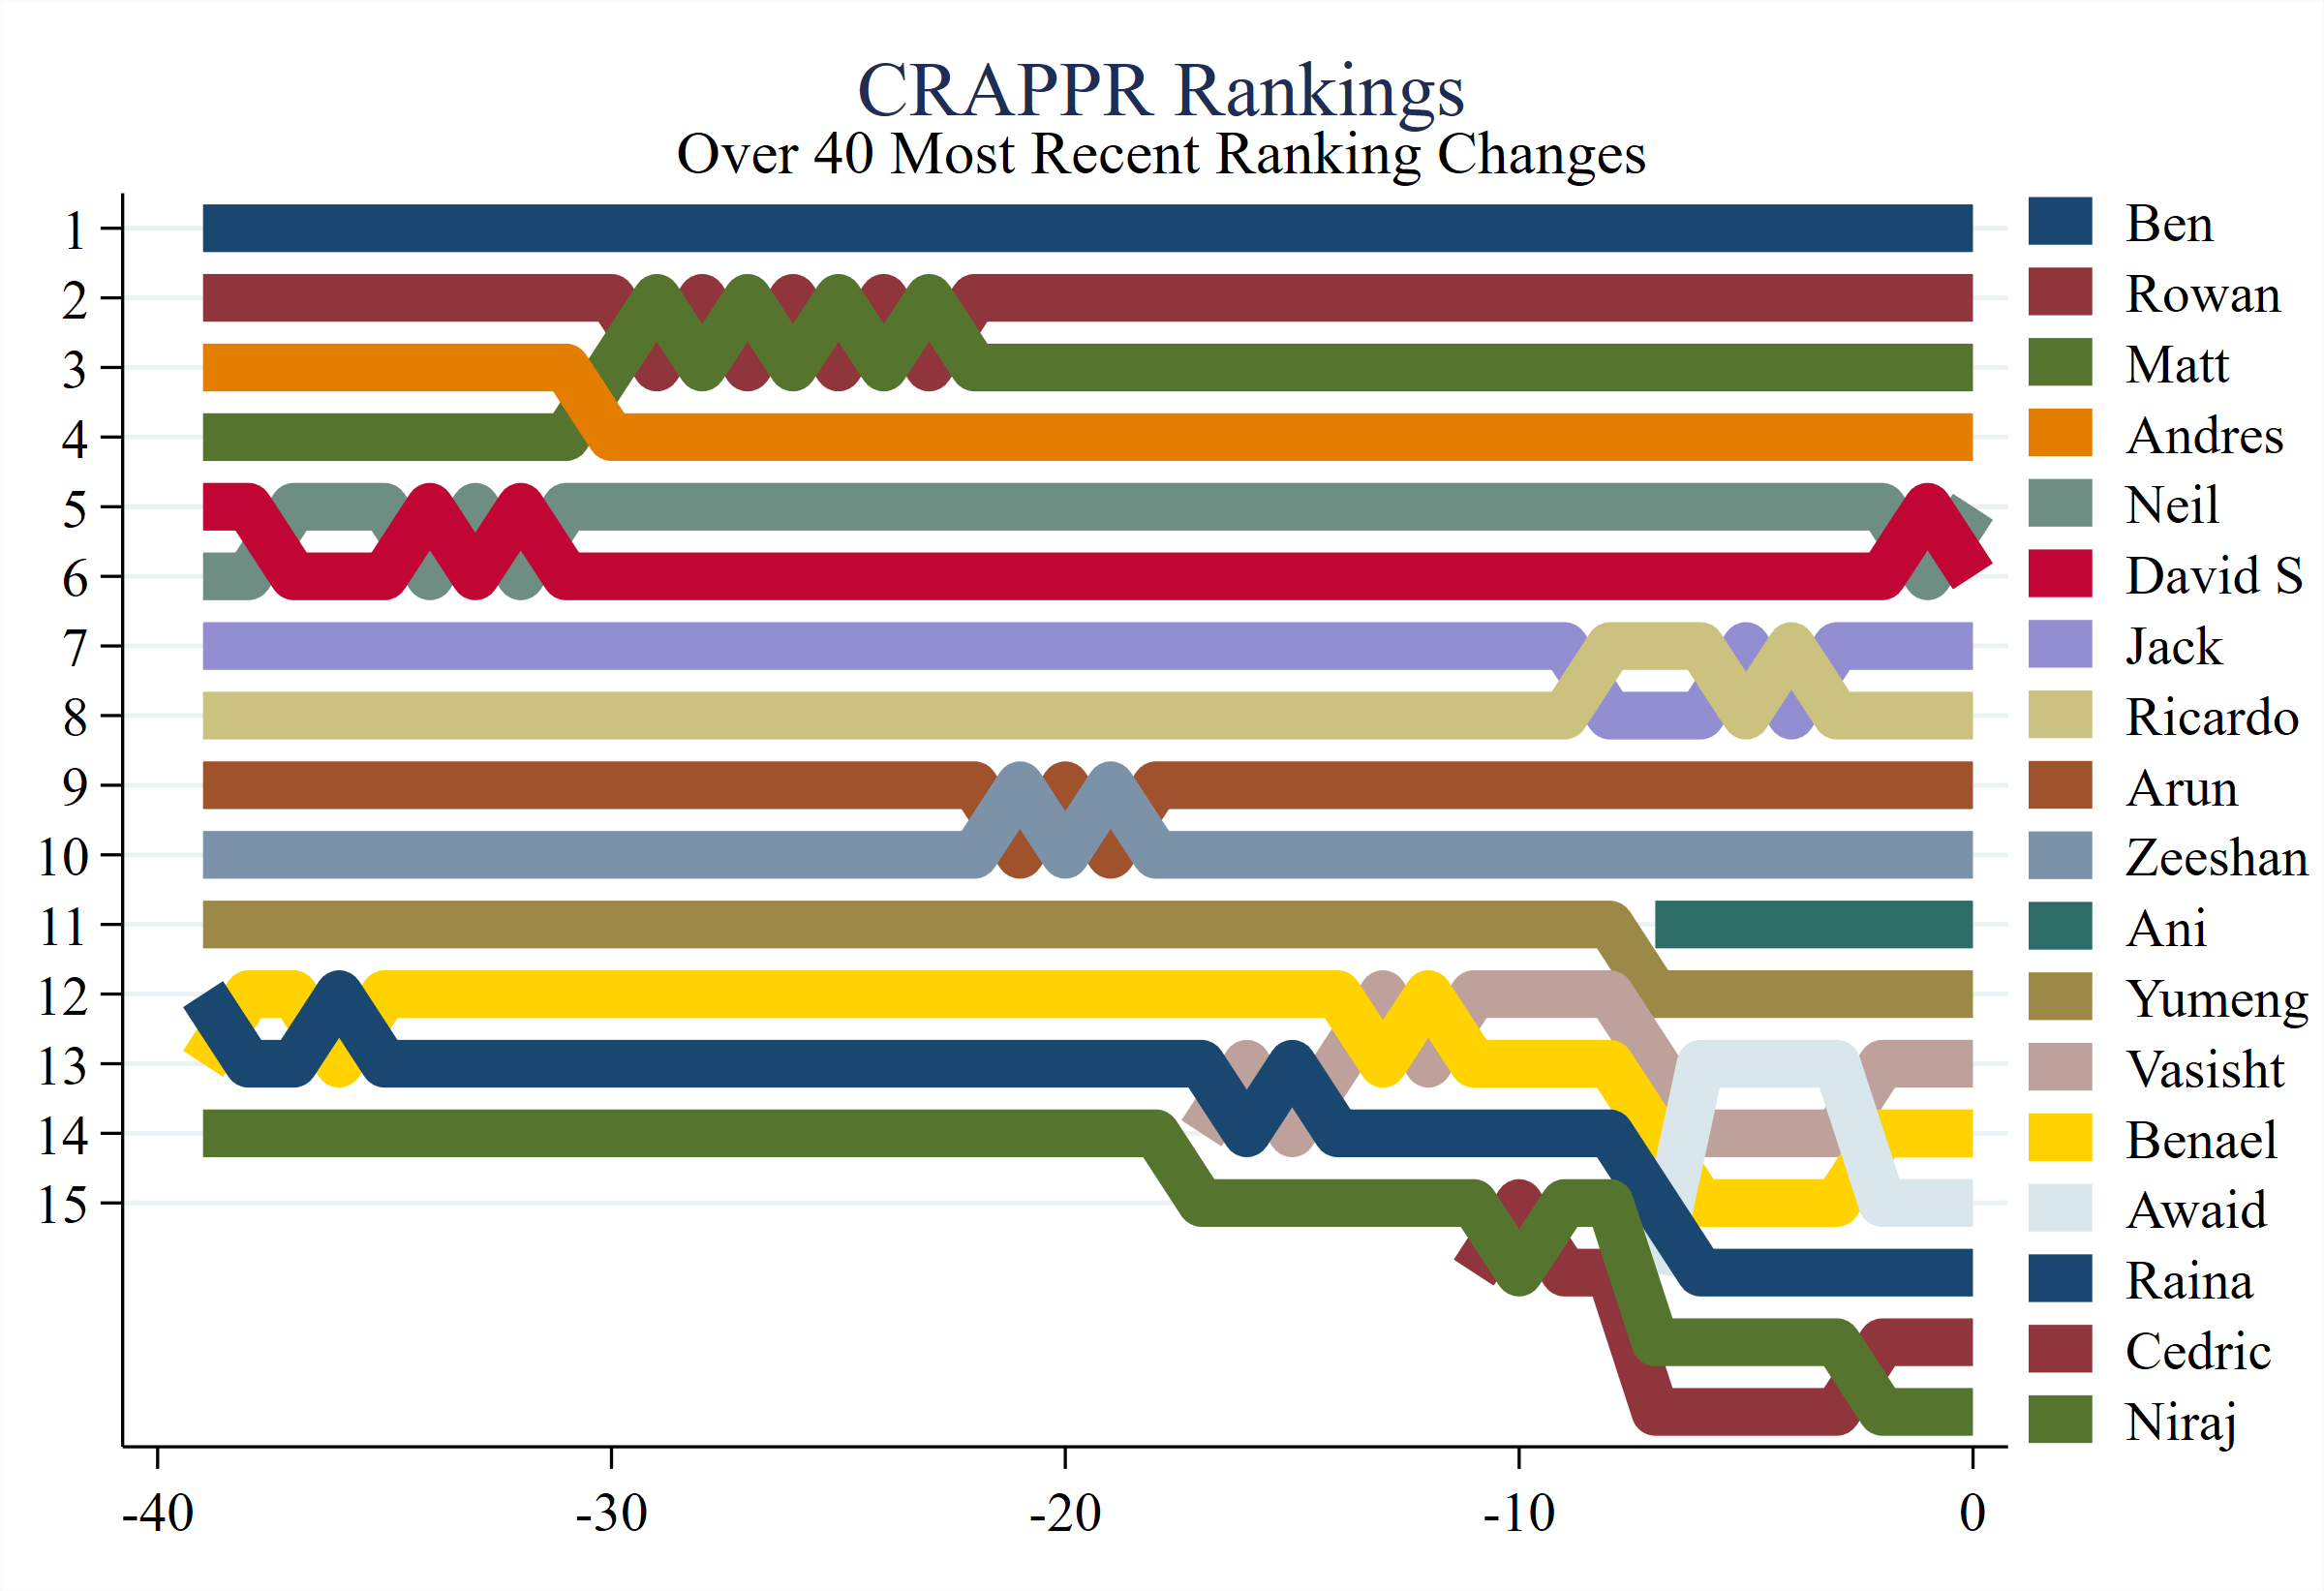 CRAPPR Rankings
Over 40 Most Recent Ranking Changes
1
2
3
4
5
6
7
8
9
10
11
12
13
14
15
-40
-30
-20
-10
0
Ben
Rowan
Matt
Andres
Neil
David S
Jack
Ricardo
Arun
Zeeshan
Ani
Yumeng
Vasisht
Benael
Awaid
Raina
Cedric
Niraj